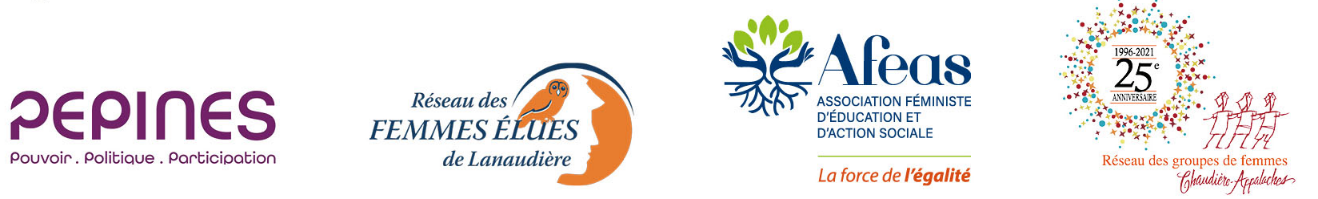 PEPINES
Pouvoir . Politique . Participation
Réseau des
FEMMES ÉLUES
de Lanaudière
Afeas
ASSOCIATION FÉMINISTE
D'ÉDUCATION ET
D'ACTION SOCIALE
La force de l'égalité
1996-2021
25e
ANNIVERSAIRE
Réseau des groupes de femmes
Chaudière-Appalaches